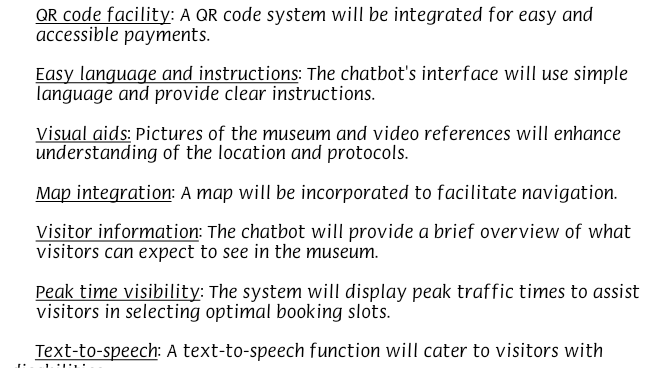 QR code facility: A QR code system will be integrated for easy and
accessible payments.
Easy language and instructions: The chatbot's interface will use simple
language and provide clear instructions.
Visual aids: Pictures of the museum and video references will enhance
understanding of the location and protocols.
Map integration: A map will be incorporated to facilitate navigation.
Visitor information: The chatbot will provide a brief overview of what
visitors can expect to see in the museum.
Peak time visibility: The system will display peak traffic times to assist
visitors in selecting optimal booking slots.
Text-to-speech: A text-to-speech function will cater to visitors with